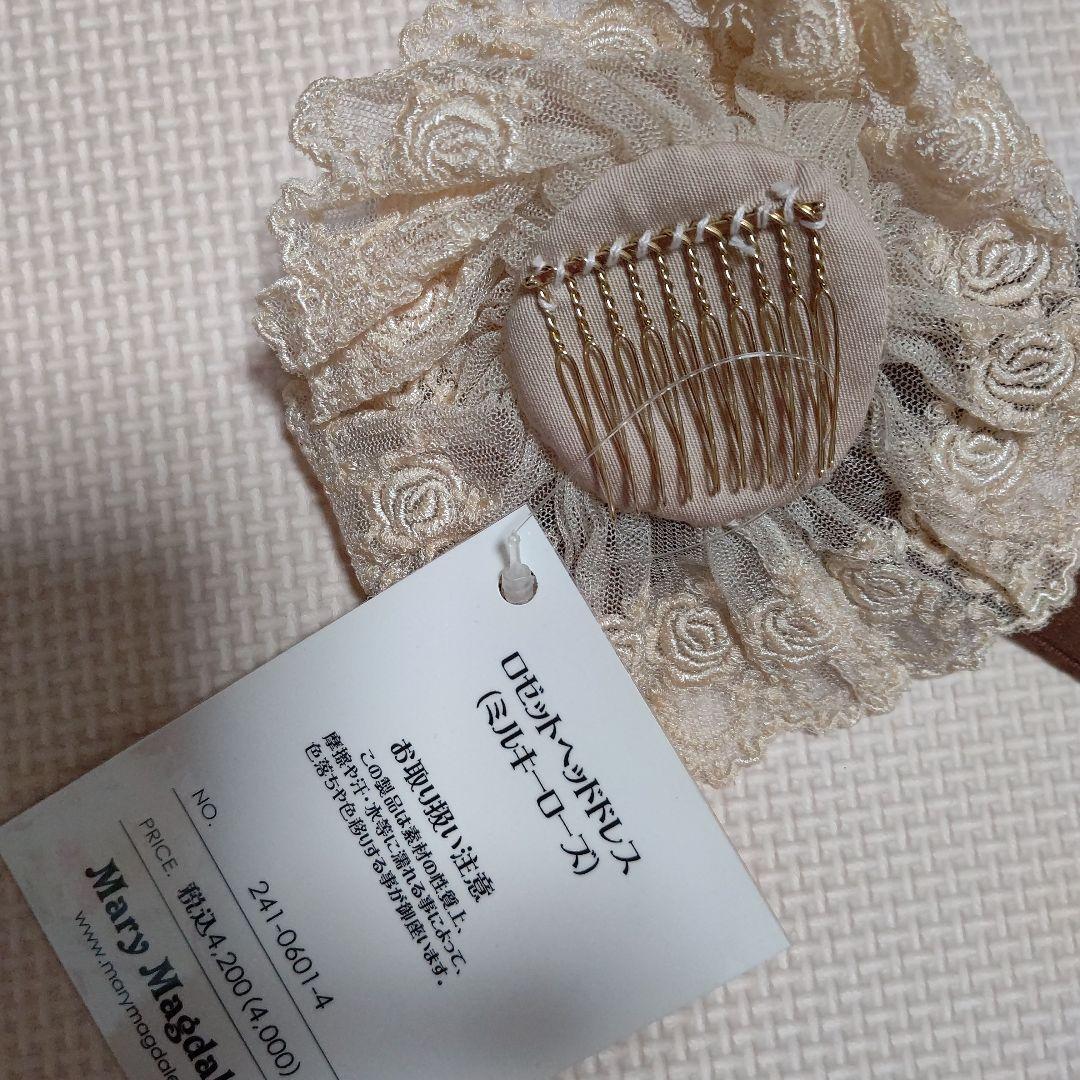 ロゼットヘッドドレス
(ミルキーローズ)
お取り扱い注意
この製品は素材の性質上、
摩擦や汗・水等に濡れる事によって、
色落ちや色移りする事が御座います。
NO. 241-0601-4
PRICE. 税込4,200(4,000)
Mary Magdal
www.marymagdale